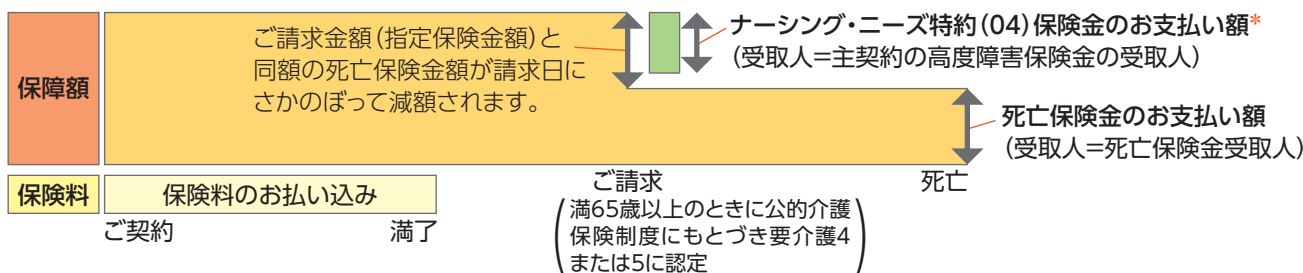 保障額
ご請求金額(指定保険金額)と
同額の死亡保険金額が請求日に
さかのぼって減額されます。
ナーシング・ニーズ特約(04)保険金のお支払い額*
(受取人=主契約の高度障害保険金の受取人)
死亡保険金のお支払い額
(受取人=死亡保険金受取人)
保険料
保険料のお払い込み
ご契約
満了
ご請求
死亡
満65歳以上のときに公的介護
保険制度にもとづき要介護4
または5に認定